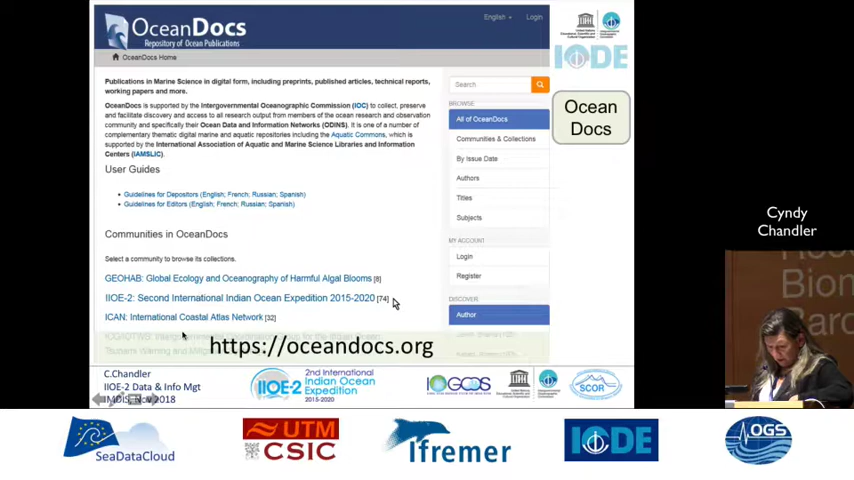 OceanDocs
Repository of Ocean Publications
English
Login
OceanDocs Home
Publications in Marine Science in digital form, including preprints, published articles, technical reports,
working papers and more.
OceanDocs is supported by the Intergovernmental Oceanographic Commission (IOC) to collect, preserve
and facilitate discovery and access to all research output from members of the ocean research and observation
community and specifically their Ocean Data and Information Networks (ODINS). It is one of a number of
complementary thematic digital marine and aquatic repositories including the Aquatic Commons, which is
supported by the International Association of Aquatic and Marine Science Libraries and Information
Centers (IAMSLIC).
User Guides
Guidelines for Depositors (English; French; Russian; Spanish)
Guidelines for Editors (English; French; Russian; Spanish)
Communities in OceanDocs
Select a community to browse its collections.
GEOHAB: Global Ecology and Oceanography of Harmful Algal Blooms [8]
IIOE-2: Second International Indian Ocean Expedition 2015-2020 [74]
ICAN: International Coastal Atlas Network [32]
https://oceandocs.org
Search
BROWSE
All of OceanDocs
Communities & Collections
By Issue Date
Authors
Titles
Subjects
MY ACCOUNT
Login
Register
DISCOVER
Author
IODE
Ocean
Docs
C.Chandler
IIOE-2 Data & Info Mgt
IMDIS, Nov 2018
IIOE-2
2nd International
Indian Ocean
Expedition
2015-2020
IOGOOS
SCOR
Cyndy
Chandler
SeaDataCloud
UTM
CSIC
Ifremer
IODE
OGS